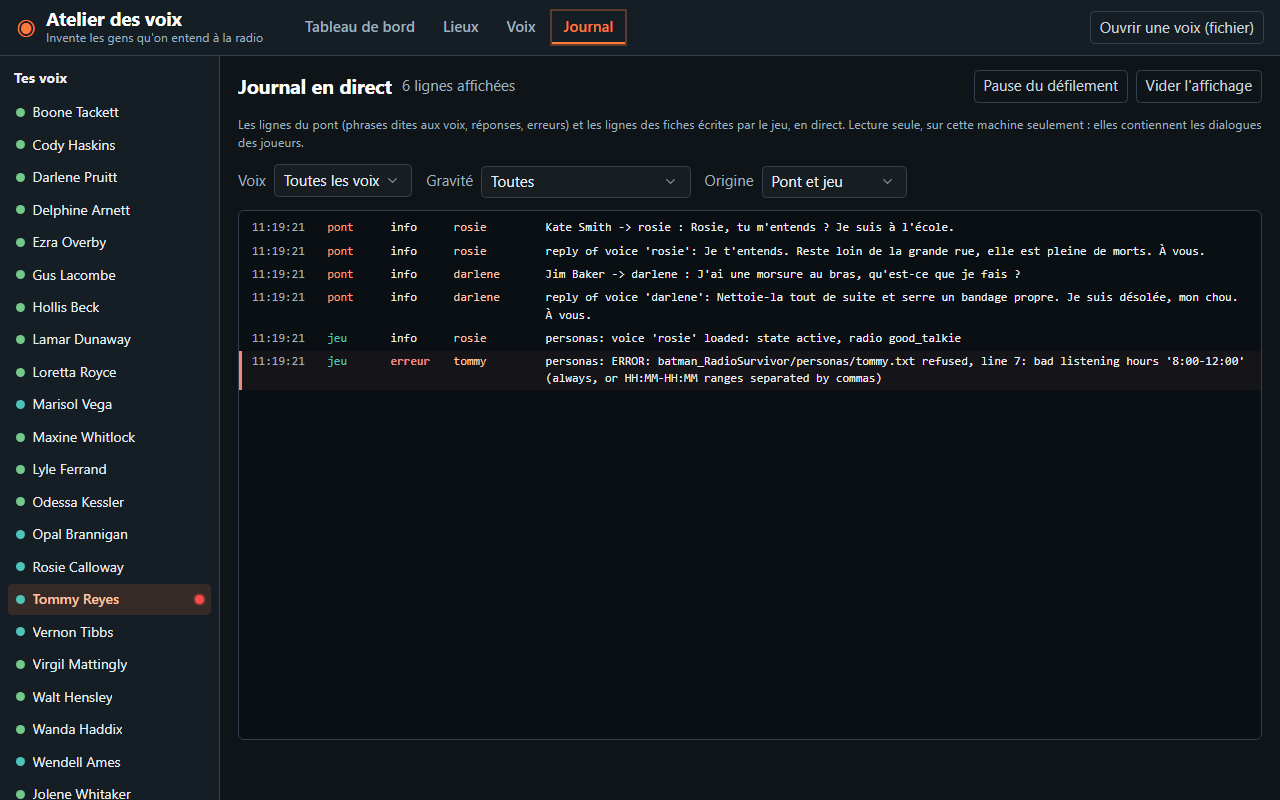 Atelier des voix
Invente les gens qu'on entend à la radio
Tableau de bord
Lieux
Voix
Journal
Ouvrir une voix (fichier)
Tes voix
Boone Tackett
Cody Haskins
Darlene Pruitt
Delphine Arnett
Ezra Overby
Gus Lacombe
Hollis Beck
Lamar Dunaway
Loretta Royce
Marisol Vega
Maxine Whitlock
Lyle Ferrand
Odessa Kessler
Opal Brannigan
Rosie Calloway
Tommy Reyes
Vernon Tibbs
Virgil Mattingly
Walt Hensley
Wanda Haddix
Wendell Ames
Jolene Whitaker
Journal en direct 6 lignes affichées
Pause du défilement
Vider l'affichage
Les lignes du pont (phrases dites aux voix, réponses, erreurs) et les lignes des fiches écrites par le jeu, en direct. Lecture seule, sur cette machine seulement : elles contiennent les dialogues
des joueurs.
Voix Toutes les voix Gravité Toutes Origine Pont et jeu
11:19:21 pont info rosie Kate Smith -> rosie : Rosie, tu m'entends ? Je suis à l'école.
11:19:21 pont info rosie reply of voice 'rosie': Je t'entends. Reste loin de la grande rue, elle est pleine de morts. À vous.
11:19:21 pont info darlene Jim Baker -> darlene : J'ai une morsure au bras, qu'est-ce que je fais ?
11:19:21 pont info darlene reply of voice 'darlene': Nettoie-la tout de suite et serre un bandage propre. Je suis désolée, mon chou.
À vous.
11:19:21 jeu info rosie personas: voice 'rosie' loaded: state active, radio good_talkie
11:19:21 jeu erreur tommy personas: ERROR: batman_RadioSurvivor/personas/tommy.txt refused, line 7: bad listening hours '8:00-12:00'
(always, or HH:MM-HH:MM ranges separated by commas)